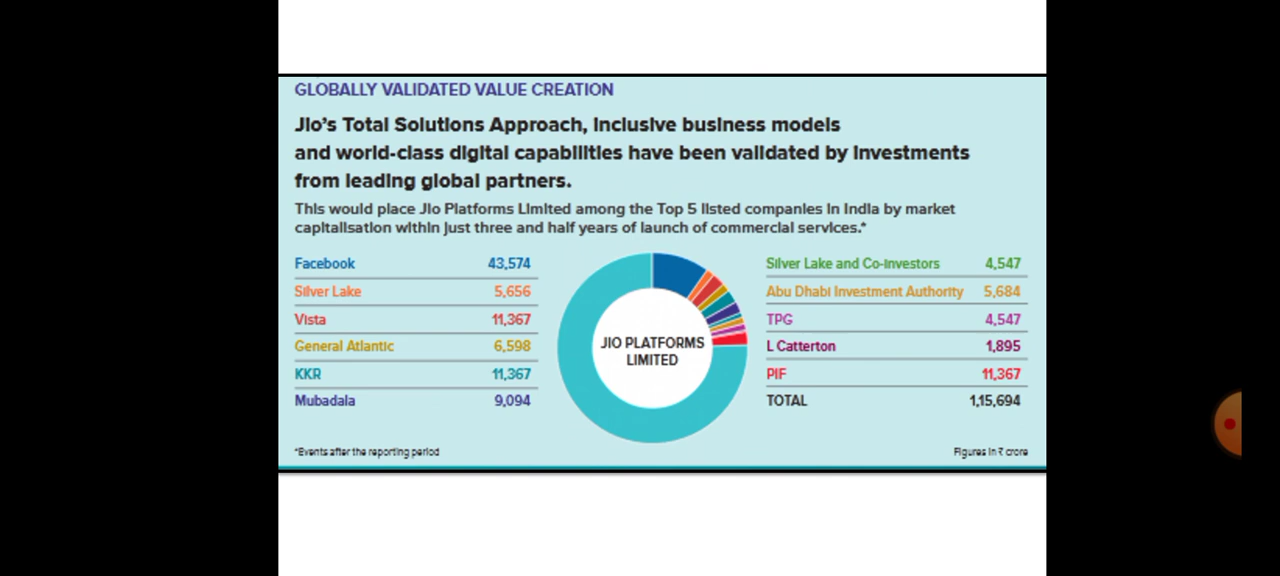 GLOBALLY VALIDATED VALUE CREATION
Jio's Total Solutions Approach, inclusive business models
and world-class digital capabilities have been validated by investments
from leading global partners.
This would place Jio Platforms Limited among the Top 5 listed companies in India by market
capitalisation within just three and half years of launch of commercial services.*
Facebook 43,574
Silver Lake 5,656
Vista 11,367
General Atlantic 6,598
KKR 11,367
Mubadala 9,094
JIO PLATFORMS
LIMITED
Silver Lake and Co-investors 4,547
Abu Dhabi Investment Authority 5,684
TPG 4,547
L Catterton 1,895
PIF 11,367
TOTAL 1,15,694
*Events after the reporting period
Figures in ₹ crore